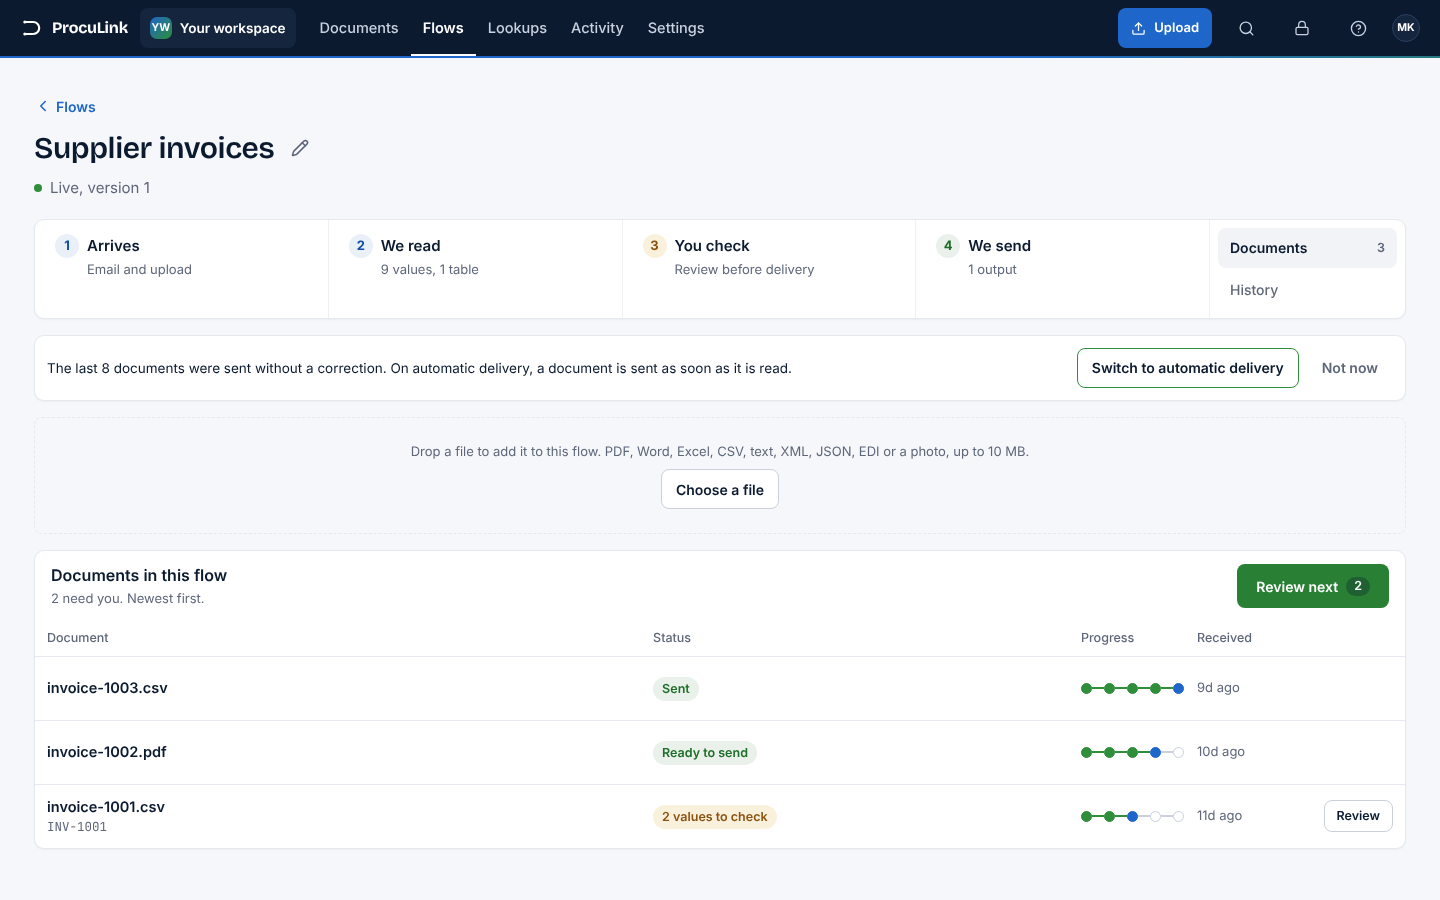 ProcuLink
YW Your workspace
Documents
Flows
Lookups
Activity
Settings
Upload
MK
Flows
Supplier invoices
Live, version 1
1 Arrives
Email and upload
2 We read
9 values, 1 table
3 You check
Review before delivery
4 We send
1 output
Documents 3
History
The last 8 documents were sent without a correction. On automatic delivery, a document is sent as soon as it is read.
Switch to automatic delivery
Not now
Drop a file to add it to this flow. PDF, Word, Excel, CSV, text, XML, JSON, EDI or a photo, up to 10 MB.
Choose a file
Documents in this flow
2 need you. Newest first.
Review next 2
Document Status Progress Received
invoice-1003.csv Sent 9d ago
invoice-1002.pdf Ready to send 10d ago
invoice-1001.csv
INV-1001
2 values to check 11d ago Review